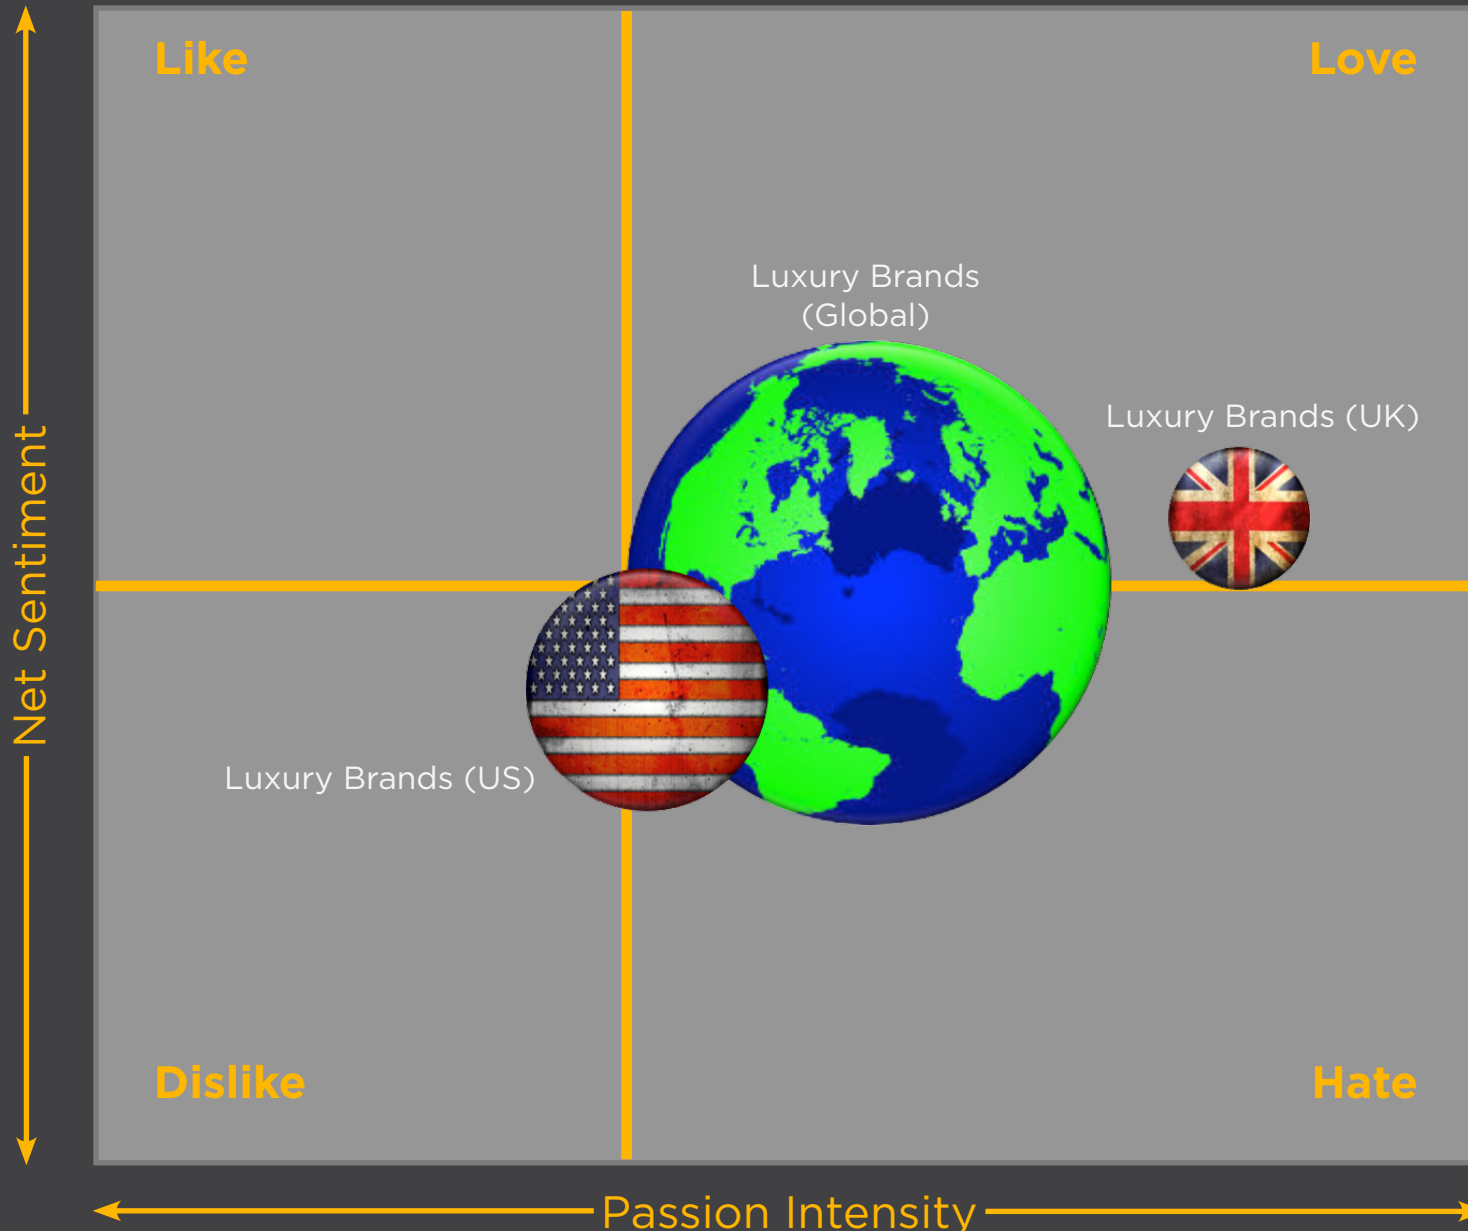 Like
Love
Luxury Brands
(Global)
Luxury Brands (UK)
Net Sentiment
Luxury Brands (US)
Dislike
Hate
Passion Intensity